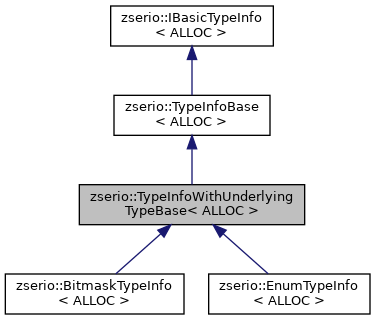 zserio::IBasicTypeInfo
< ALLOC >
zserio::TypeInfoBase
< ALLOC >
zserio::TypeInfoWithUnderlying
TypeBase< ALLOC >
zserio::BitmaskTypeInfo
< ALLOC >
zserio::EnumTypeInfo
< ALLOC >